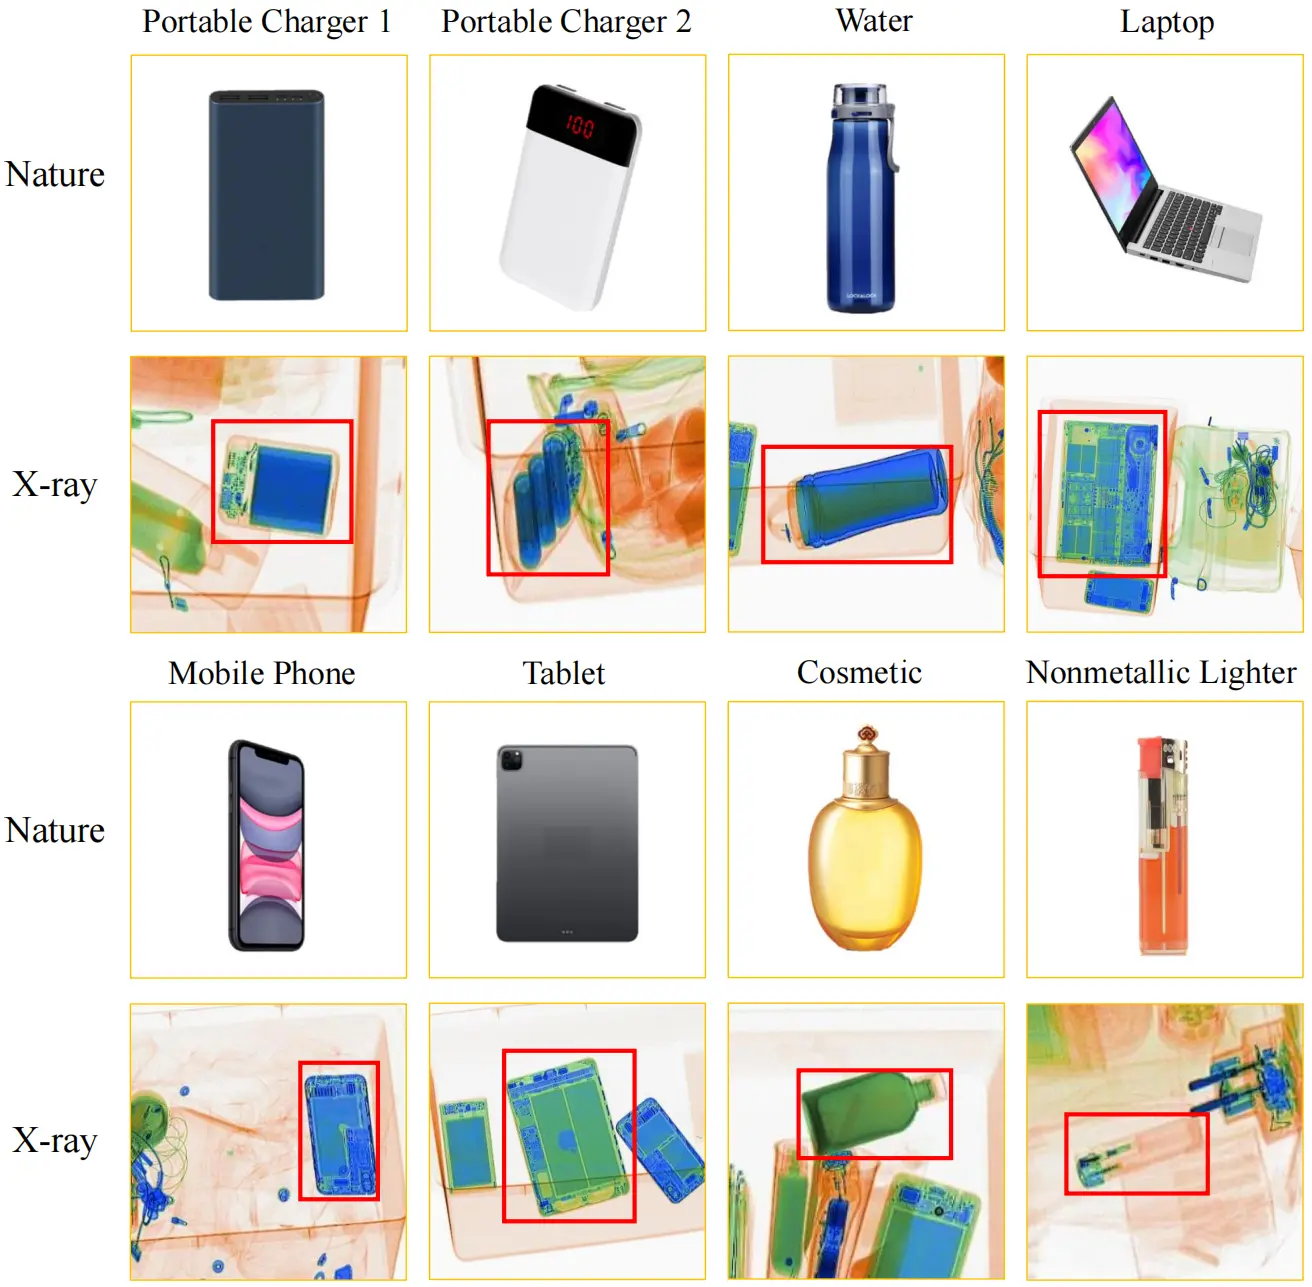 Portable Charger 1 Portable Charger 2 Water Laptop
Nature
100
LOCK&LOCK
X-ray
Mobile Phone Tablet Cosmetic Nonmetallic Lighter
Nature
X-ray